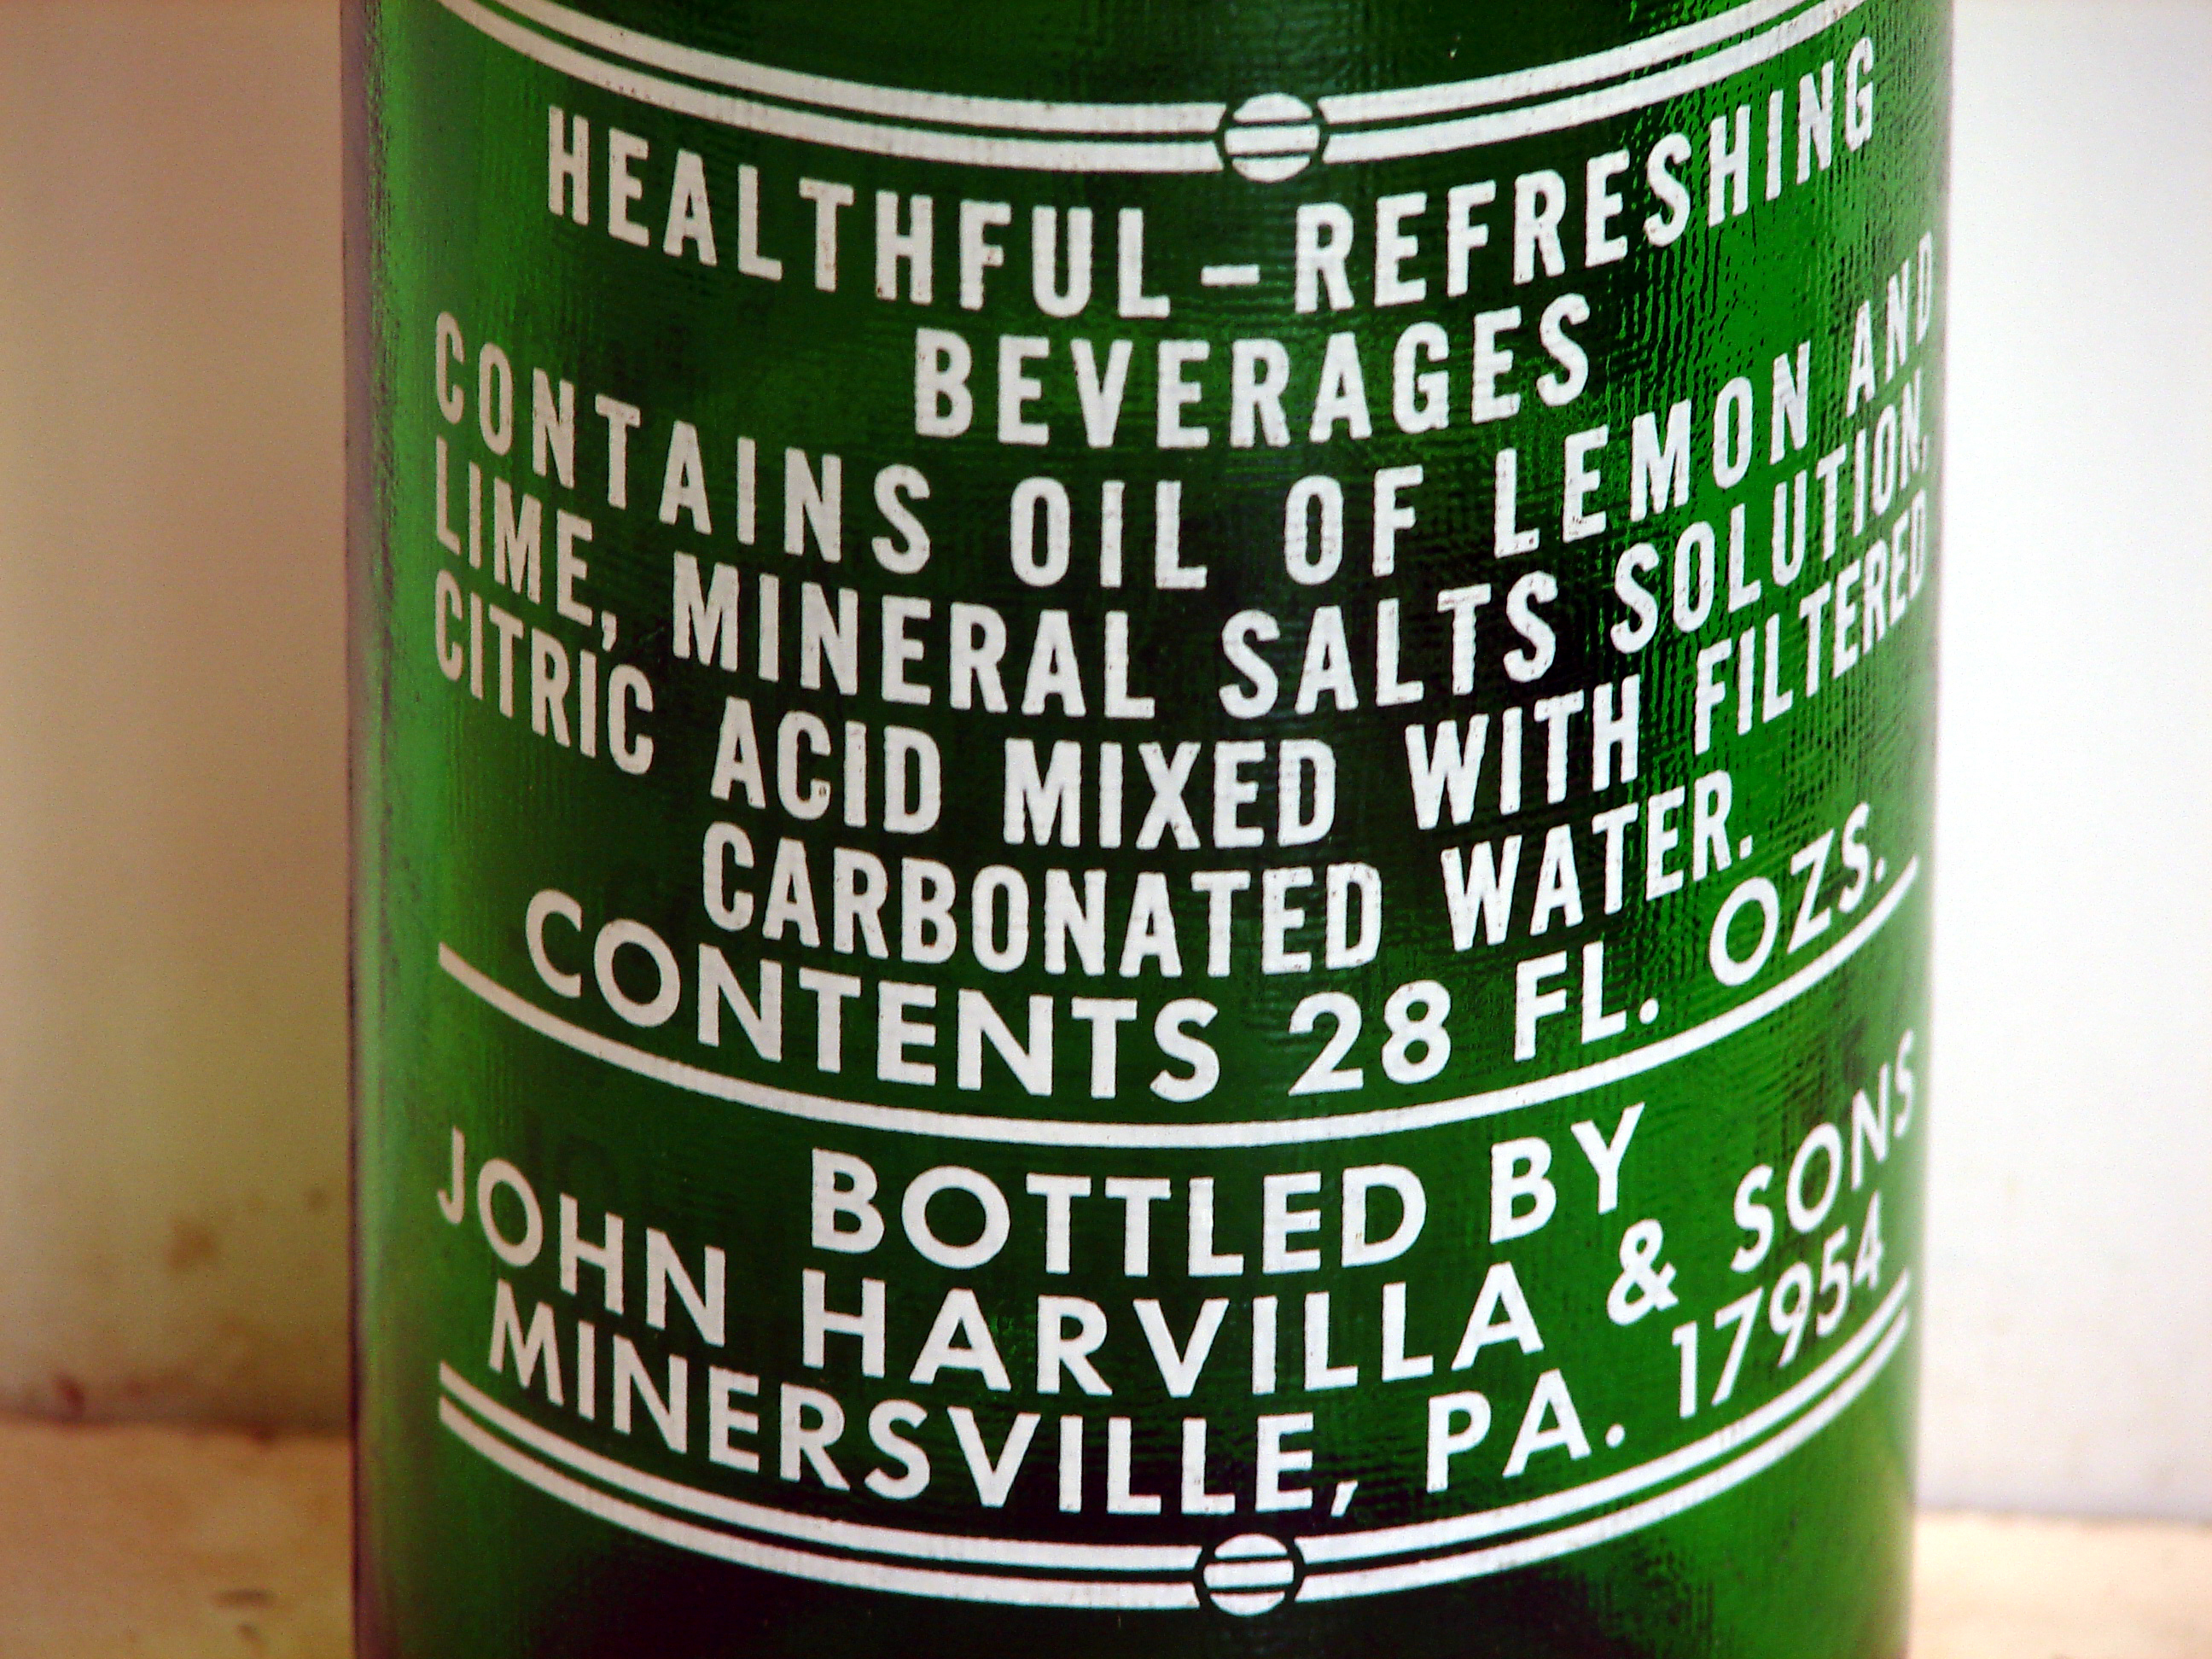 HEALTHFUL-REFRESHING
BEVERAGES
CONTAINS OIL OF LEMON AND
LIME, MINERAL SALTS SOLUTION,
CITRIC ACID MIXED WITH FILTERED
CARBONATED WATER.
CONTENTS 28 FL. OZS.
BOTTLED BY
JOHN HARVILLA & SONS
MINERSVILLE, PA. 17954